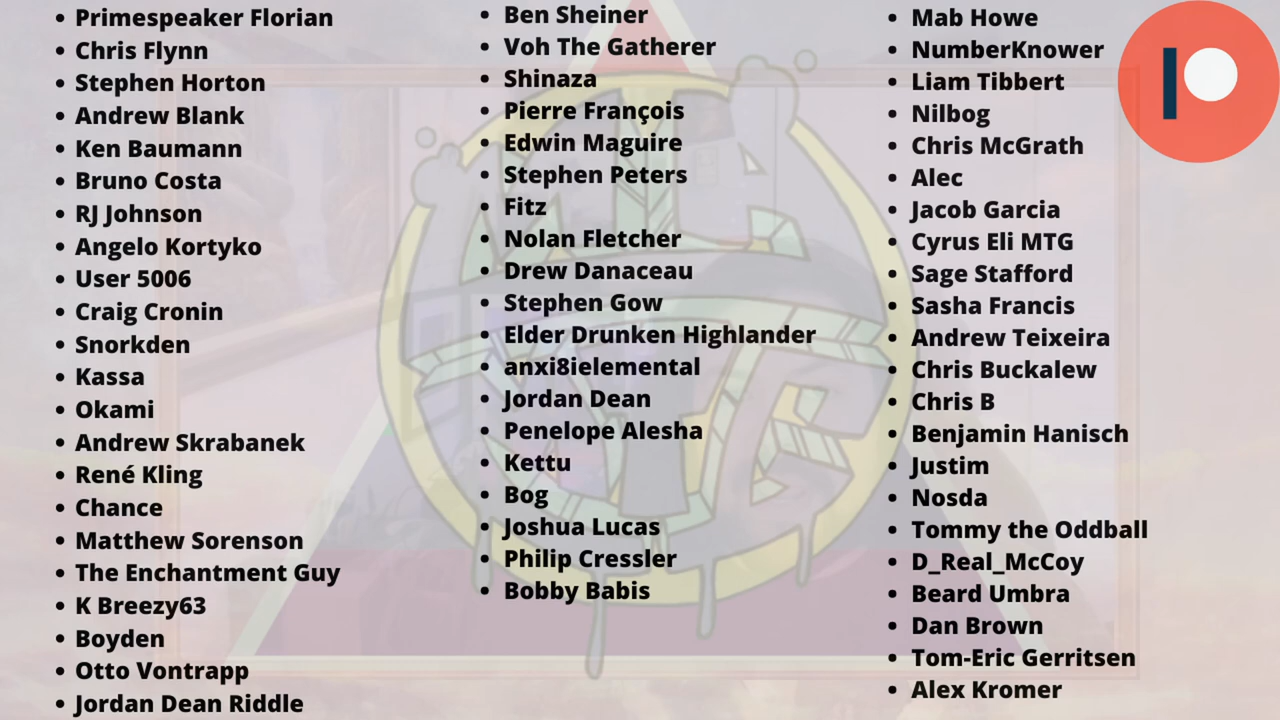 Primespeaker Florian
Chris Flynn
Stephen Horton
Andrew Blank
Ken Baumann
Bruno Costa
RJ Johnson
Angelo Kortyko
User 5006
Craig Cronin
Snorkden
Kassa
Okami
Andrew Skrabanek
René Kling
Chance
Matthew Sorenson
The Enchantment Guy
K Breezy63
Boyden
Otto Vontrapp
Jordan Dean Riddle
Ben Sheiner
Voh The Gatherer
Shinaza
Pierre François
Edwin Maguire
Stephen Peters
Fitz
Nolan Fletcher
Drew Danaceau
Stephen Gow
Elder Drunken Highlander
anxi8ielemental
Jordan Dean
Penelope Alesha
Kettu
Bog
Joshua Lucas
Philip Cressler
Bobby Babis
Mab Howe
NumberKnower
Liam Tibbert
Nilbog
Chris McGrath
Alec
Jacob Garcia
Cyrus Eli MTG
Sage Stafford
Sasha Francis
Andrew Teixeira
Chris Buckalew
Chris B
Benjamin Hanisch
Justim
Nosda
Tommy the Oddball
D_Real_McCoy
Beard Umbra
Dan Brown
Tom-Eric Gerritsen
Alex Kromer